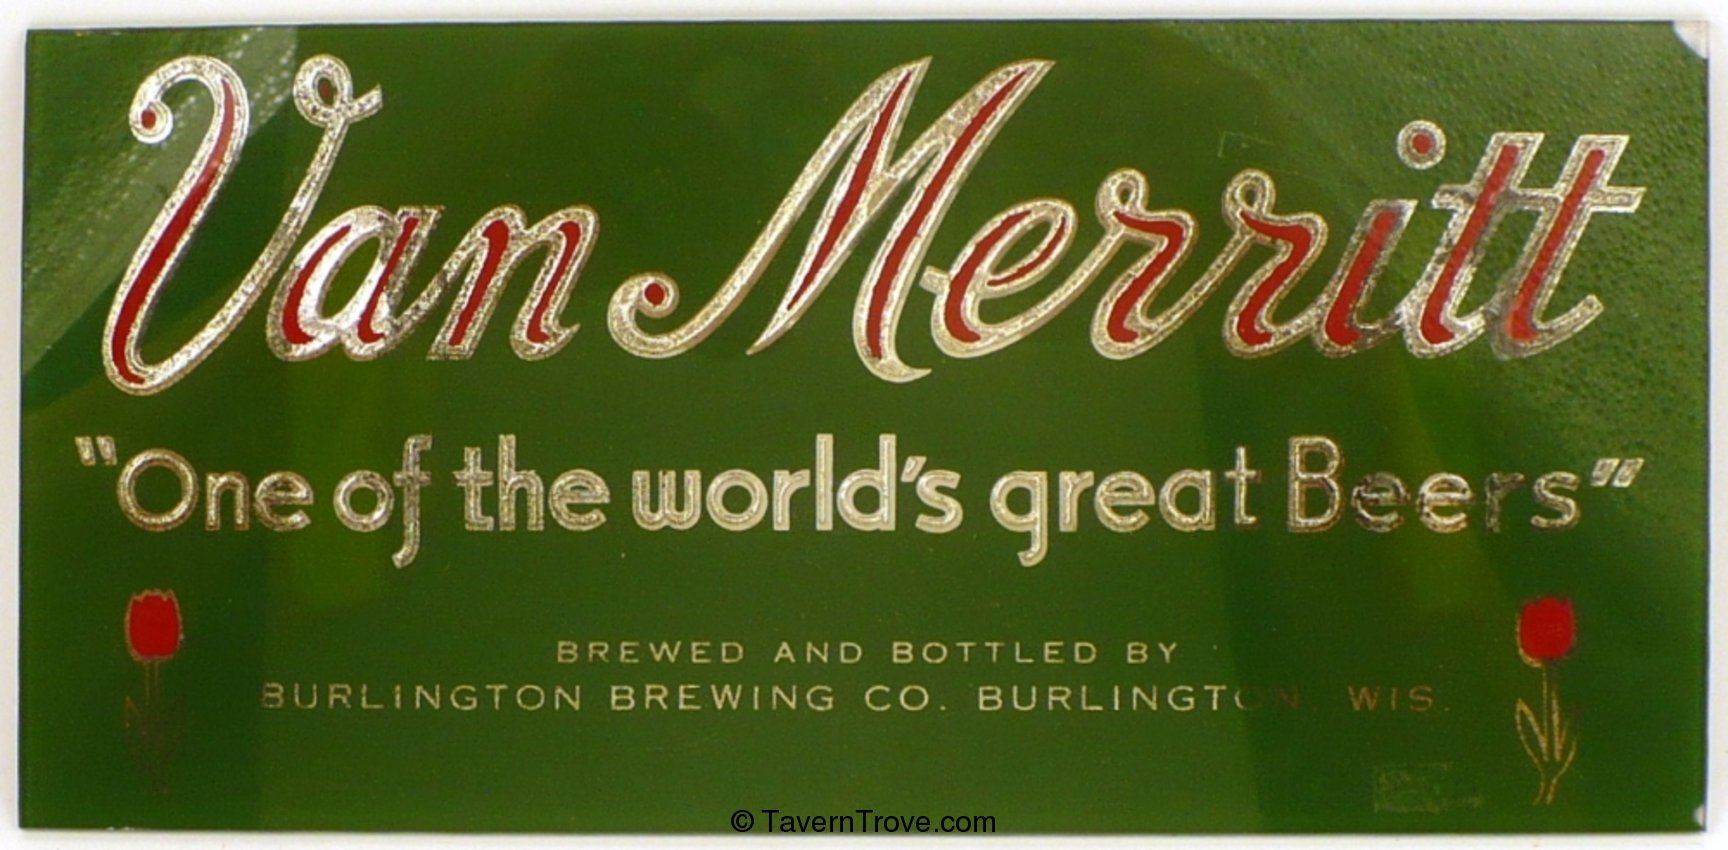 Van Merritt
"One of the world's great Beers"
BREWED AND BOTTLED BY
BURLINGTON BREWING CO. BURLINGTON, WIS.
© TavernTrove.com